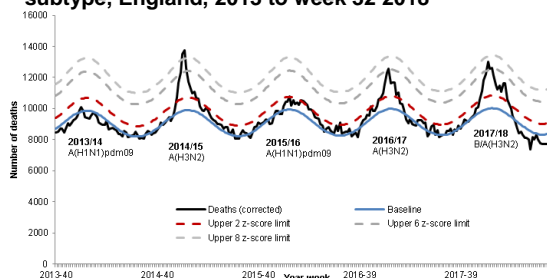 subtype, England, 2013 to week 32 2018
16000
14000
12000
10000
8000
6000
4000
2000
0
Number of deaths
2013/14
A(H1N1)pdm09
2014/15
A(H3N2)
2015/16
A(H1N1)pdm09
2016/17
A(H3N2)
2017/18
B/A(H3N2)
Deaths (corrected)
Baseline
Upper 2 z-score limit
Upper 6 z-score limit
Upper 8 z-score limit
2013-40
2014-40
2015-40
2016-39
2017-39
Year week